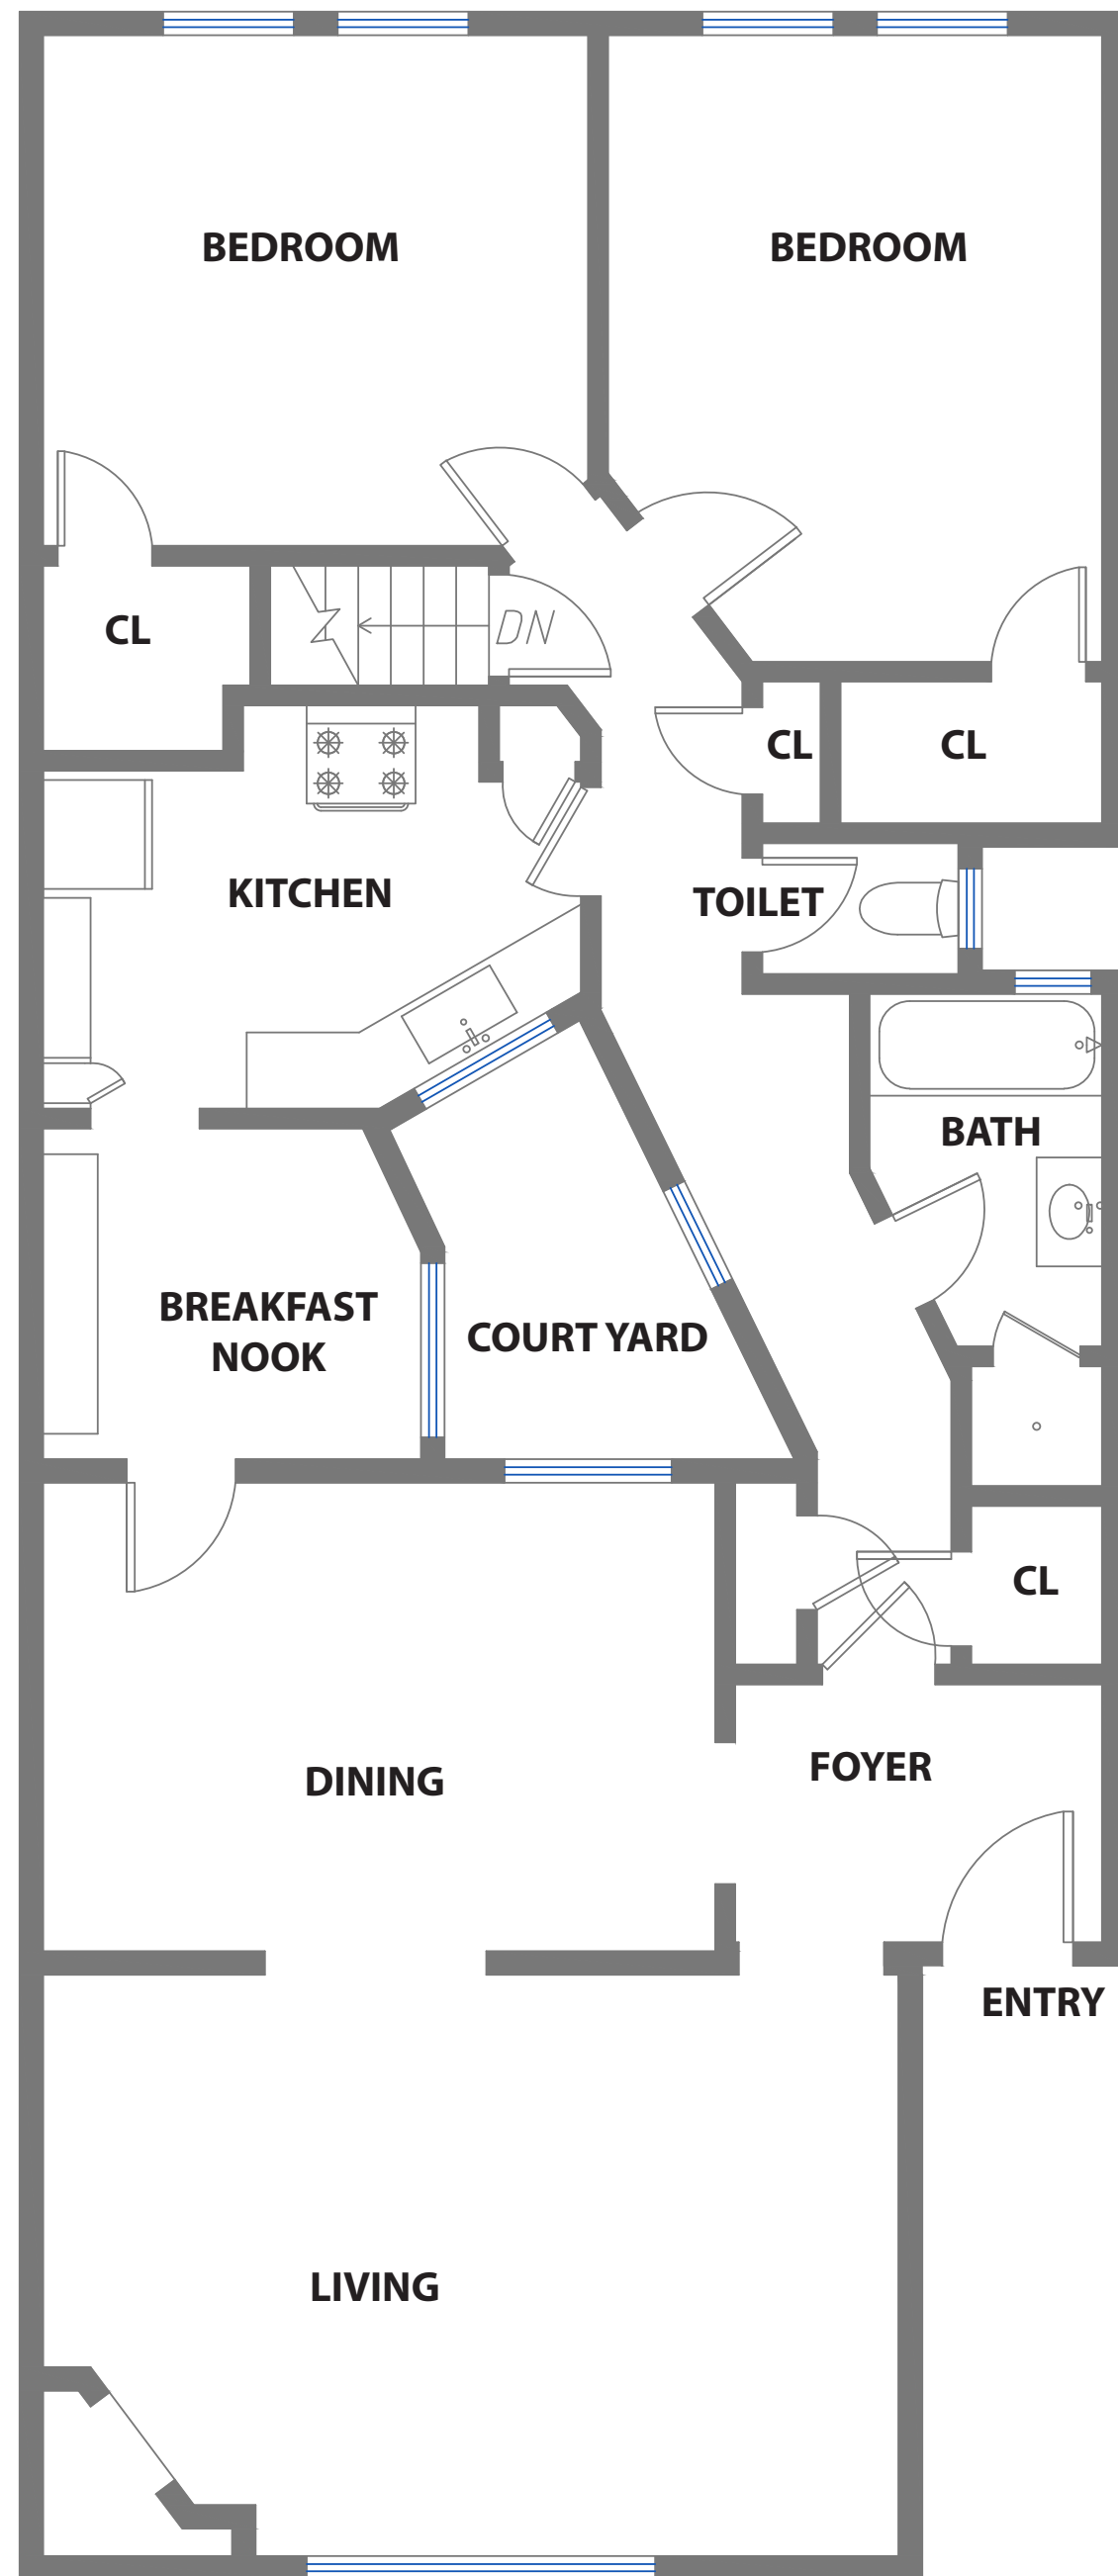 BEDROOM
BEDROOM
CL
DN
CL
CL
KITCHEN
TOILET
BATH
BREAKFAST
NOOK
COURT YARD
CL
DINING
FOYER
ENTRY
LIVING